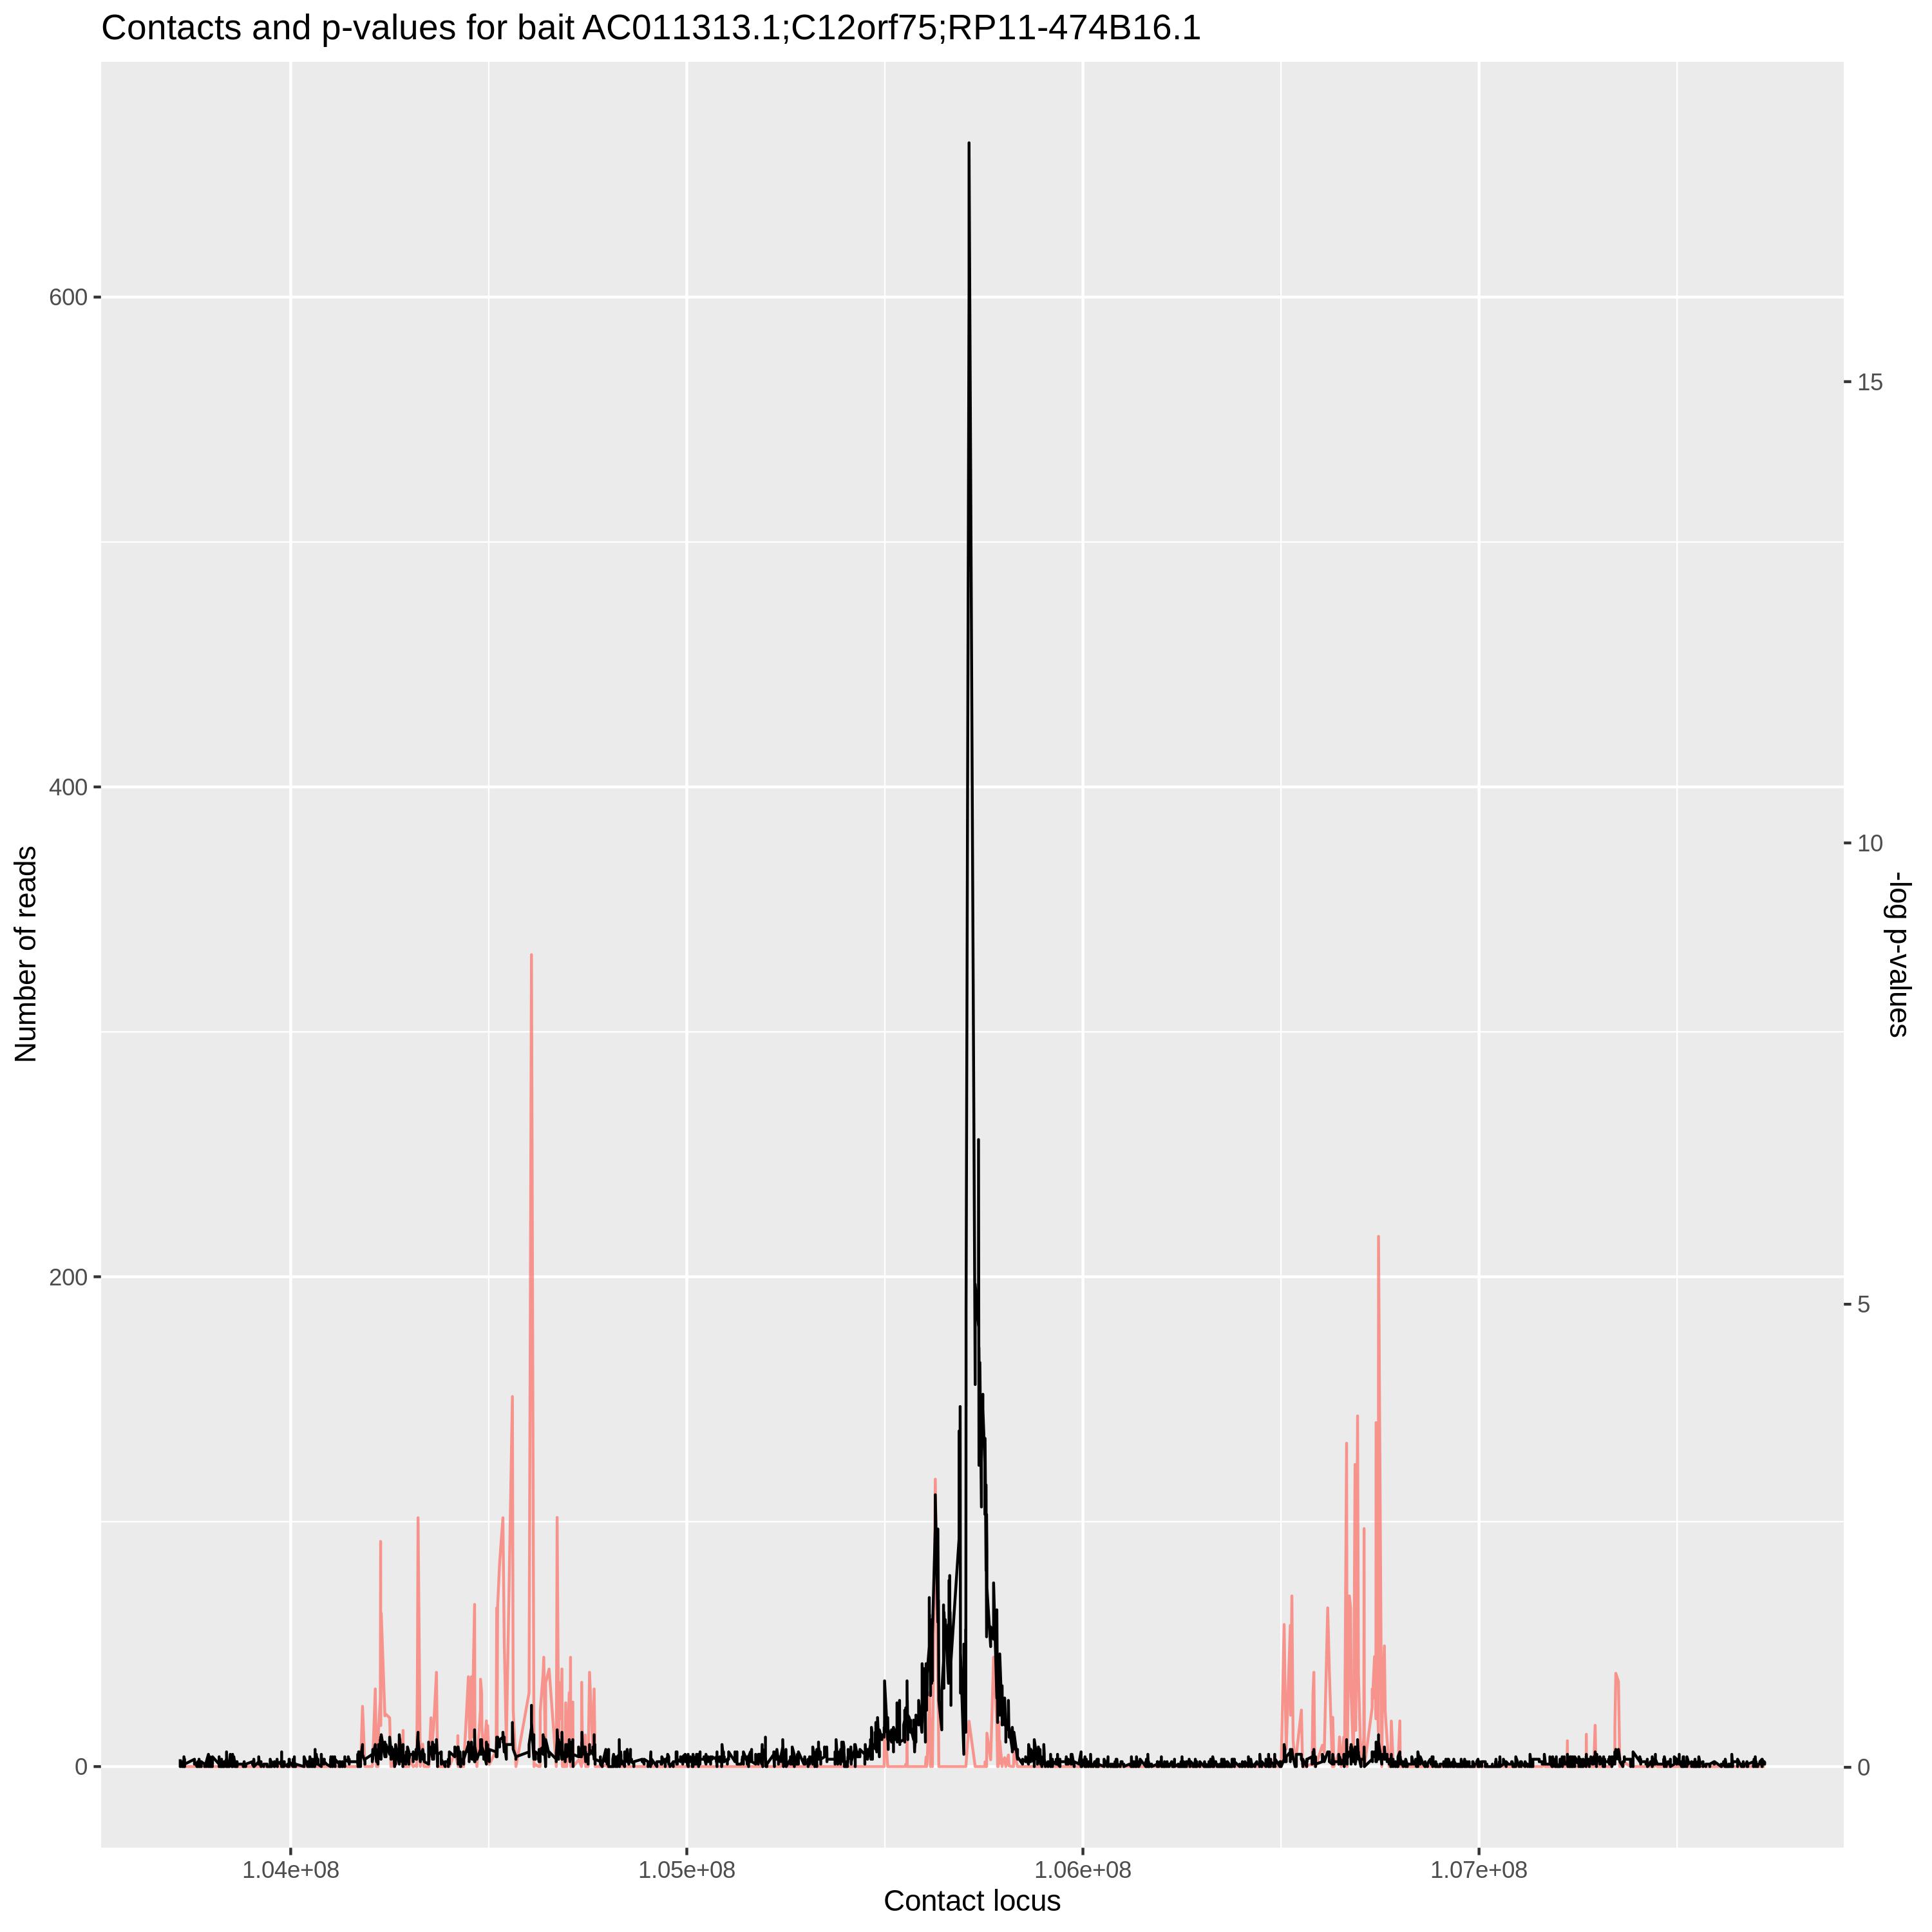 Contacts and p-values for bait AC011313.1;C12orf75;RP11-474B16.1
600
400
200
0
Number of reads
15
10
5
0
-log p-values
1.04e+08
1.05e+08
1.06e+08
1.07e+08
Contact locus